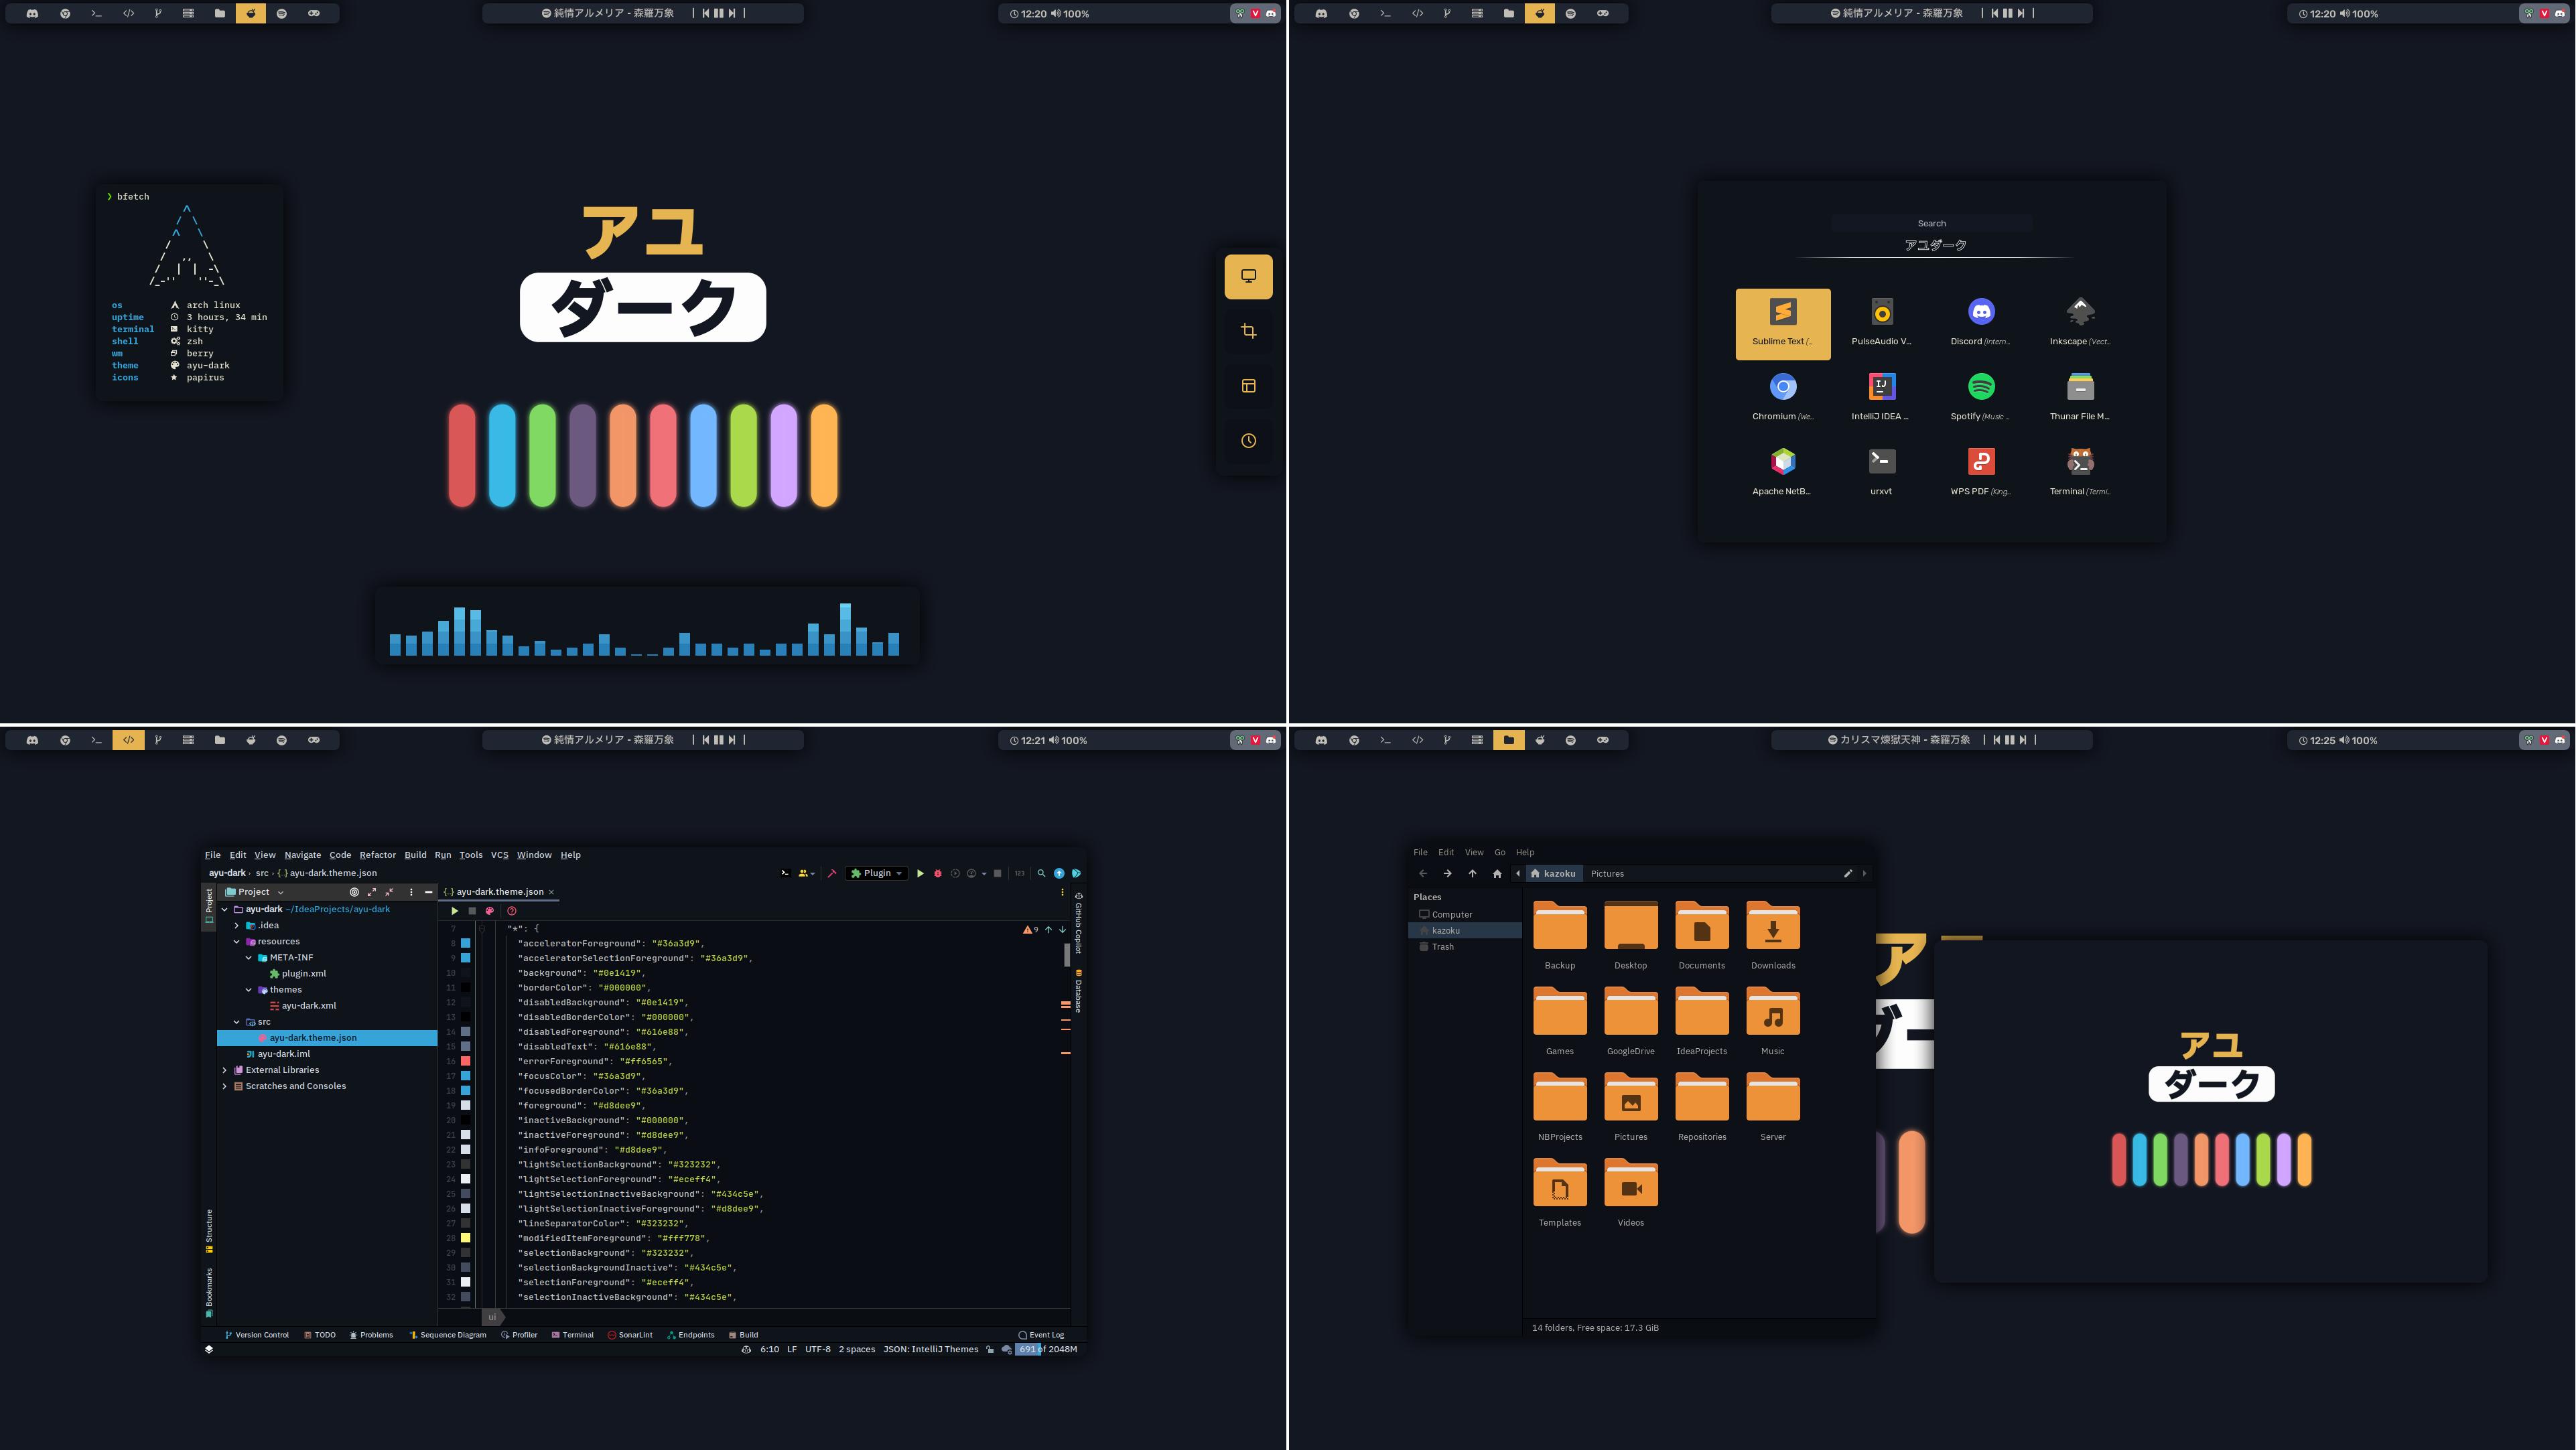 純情アルメリア - 森羅万象
12:20 100%
❯ bfetch
os arch linux
uptime 3 hours, 34 min
terminal kitty
shell zsh
wm berry
theme ayu-dark
icons papirus
アユ
ダーク
純情アルメリア - 森羅万象
12:20 100%
Search
アユダーク
Sublime Text (..
PulseAudio V...
Discord (Intern...
Inkscape (Vect...
Chromium (We...
IntelliJ IDEA ...
Spotify (Music ...
Thunar File M...
Apache NetB...
urxvt
WPS PDF (King...
Terminal (Termi...
純情アルメリア - 森羅万象
12:21 100%
File Edit View Navigate Code Refactor Build Run Tools VCS Window Help
ayu-dark › src › ayu-dark.theme.json
Plugin
Project
ayu-dark.theme.json
ayu-dark ~/IdeaProjects/ayu-dark
.idea
resources
META-INF
plugin.xml
themes
ayu-dark.xml
src
ayu-dark.theme.json
ayu-dark.iml
External Libraries
Scratches and Consoles
Project
Structure
Bookmarks
9
7 "*": {
8 "acceleratorForeground": "#36a3d9",
9 "acceleratorSelectionForeground": "#36a3d9",
10 "background": "#0e1419",
11 "borderColor": "#000000",
12 "disabledBackground": "#0e1419",
13 "disabledBorderColor": "#000000",
14 "disabledForeground": "#616e88",
15 "disabledText": "#616e88",
16 "errorForeground": "#ff6565",
17 "focusColor": "#36a3d9",
18 "focusedBorderColor": "#36a3d9",
19 "foreground": "#d8dee9",
20 "inactiveBackground": "#000000",
21 "inactiveForeground": "#d8dee9",
22 "infoForeground": "#d8dee9",
23 "lightSelectionBackground": "#323232",
24 "lightSelectionForeground": "#eceff4",
25 "lightSelectionInactiveBackground": "#434c5e",
26 "lightSelectionInactiveForeground": "#d8dee9",
27 "lineSeparatorColor": "#323232",
28 "modifiedItemForeground": "#fff778",
29 "selectionBackground": "#323232",
30 "selectionBackgroundInactive": "#434c5e",
31 "selectionForeground": "#eceff4",
32 "selectionInactiveBackground": "#434c5e",
ui
GitHub Copilot
Database
Version Control TODO Problems Sequence Diagram Profiler Terminal SonarLint Endpoints Build Event Log
6:10 LF UTF-8 2 spaces JSON: IntelliJ Themes 691 of 2048M
カリスマ煉獄天神 - 森羅万象
12:25 100%
File Edit View Go Help
kazoku Pictures
Places
Computer
kazoku
Trash
Backup Desktop Documents Downloads
Games GoogleDrive IdeaProjects Music
NBProjects Pictures Repositories Server
Templates Videos
14 folders, Free space: 17.3 GiB
ア
ダー
アユ
ダーク